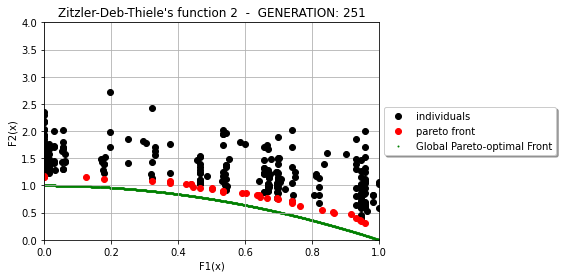 Zitzler-Deb-Thiele's function 2 - GENERATION: 251
4.0
3.5
3.0
2.5
2.0
1.5
1.0
0.5
0.0
F2(x)
0.0 0.2 0.4 0.6 0.8 1.0
F1(x)
individuals
pareto front
Global Pareto-optimal Front